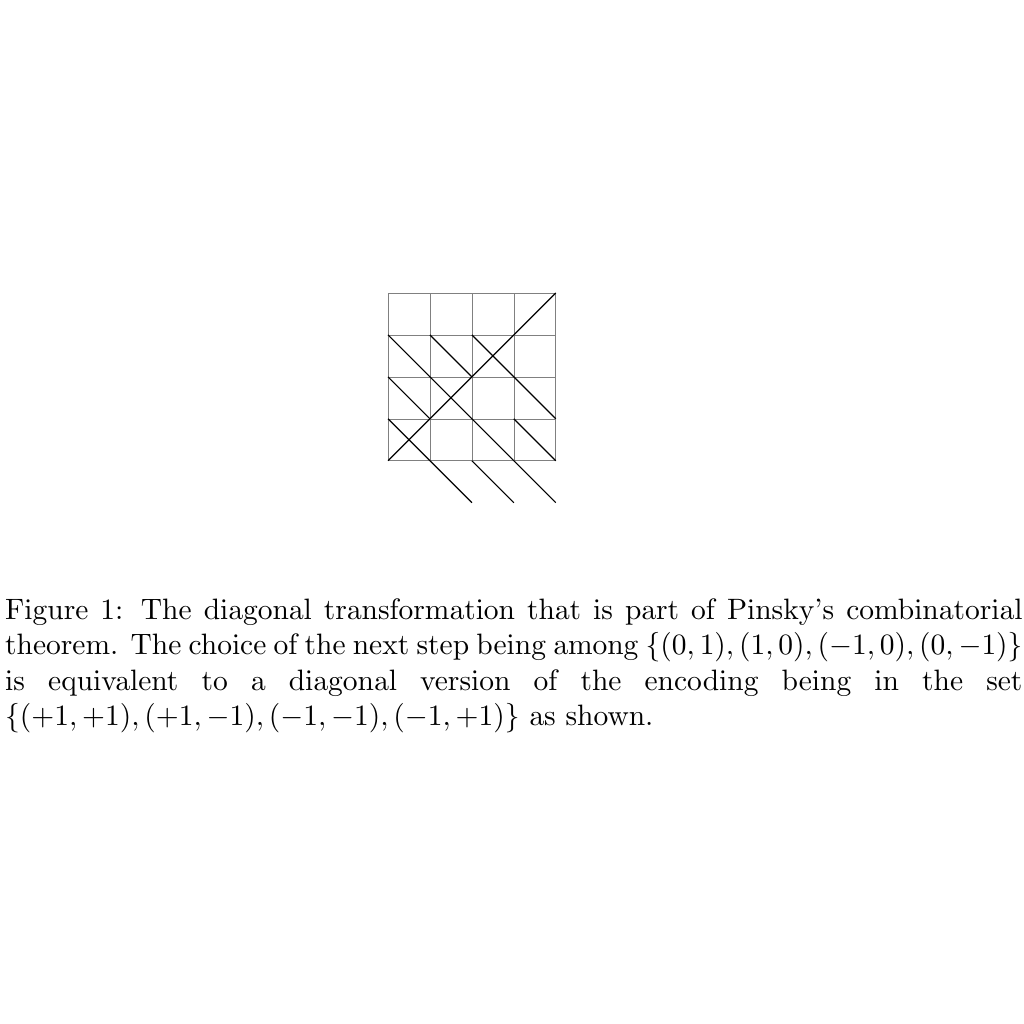 Figure 1: The diagonal transformation that is part of Pinsky's combinatorial
theorem. The choice of the next step being among {(0, 1), (1, 0), (−1, 0), (0, −1)}
is equivalent to a diagonal version of the encoding being in the set
{(+1, +1), (+1, −1), (−1, −1), (−1, +1)} as shown.